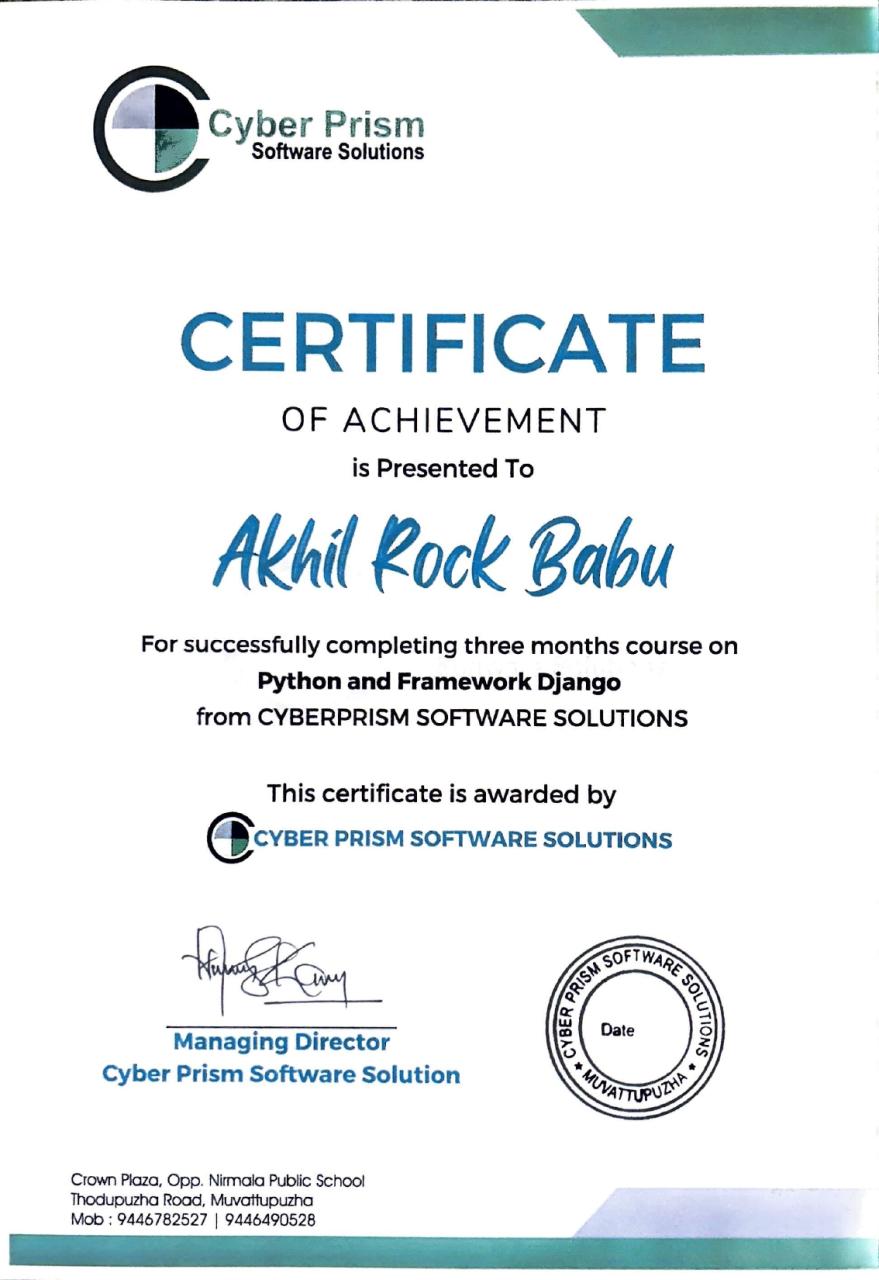 Cyber Prism
Software Solutions
CERTIFICATE
OF ACHIEVEMENT
is Presented To
Akhil Rock Babu
For successfully completing three months course on
Python and Framework Django
from CYBERPRISM SOFTWARE SOLUTIONS
This certificate is awarded by
CYBER PRISM SOFTWARE SOLUTIONS
Managing Director
Cyber Prism Software Solution
CYBER PRISM SOFTWARE SOLUTIONS
Date
★ MUVATTUPUZHA ★
Crown Plaza, Opp. Nirmala Public School
Thodupuzha Road, Muvattupuzha
Mob : 9446782527 | 9446490528